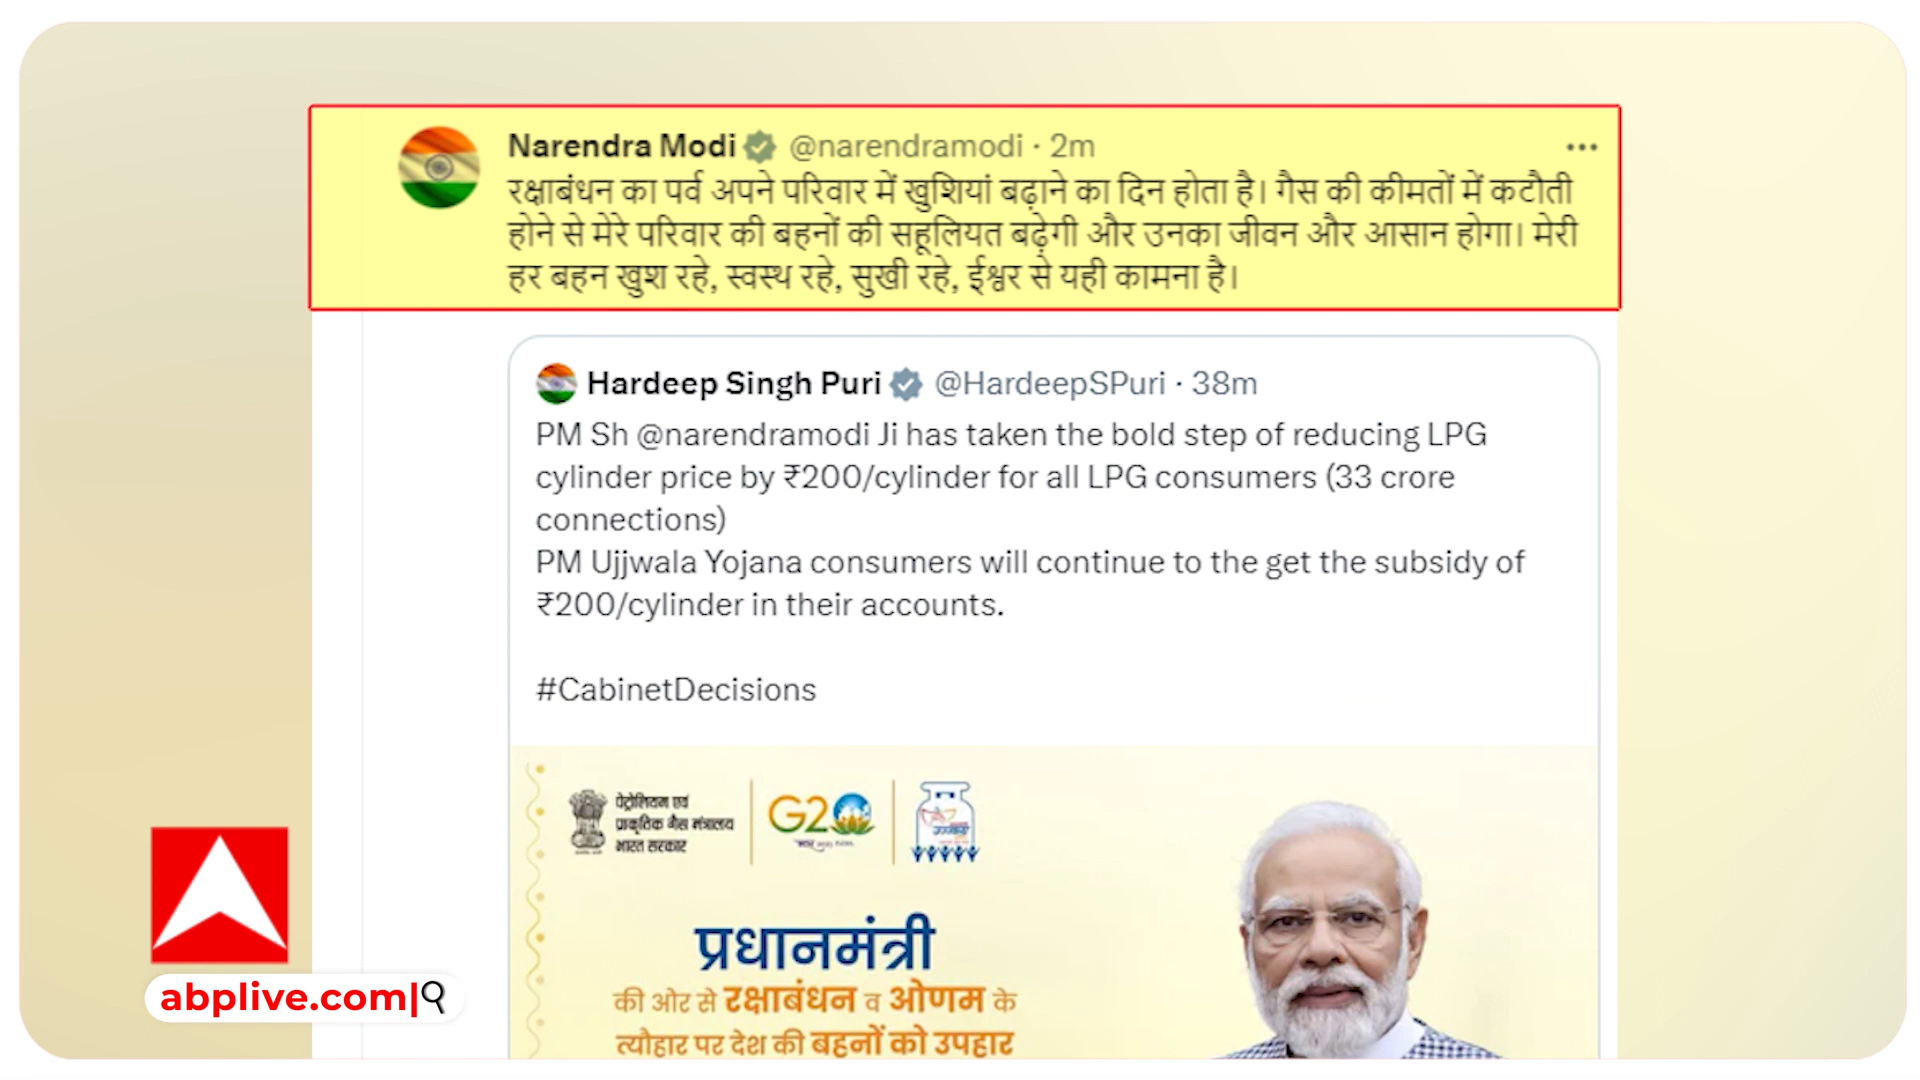 Narendra Modi @narendramodi · 2m
रक्षाबंधन का पर्व अपने परिवार में खुशियां बढ़ाने का दिन होता है। गैस की कीमतों में कटौती
होने से मेरे परिवार की बहनों की सहूलियत बढ़ेगी और उनका जीवन और आसान होगा। मेरी
हर बहन खुश रहे, स्वस्थ रहे, सुखी रहे, ईश्वर से यही कामना है।
Hardeep Singh Puri @HardeepSPuri · 38m
PM Sh @narendramodi Ji has taken the bold step of reducing LPG
cylinder price by ₹200/cylinder for all LPG consumers (33 crore
connections)
PM Ujjwala Yojana consumers will continue to the get the subsidy of
₹200/cylinder in their accounts.
#CabinetDecisions
पेट्रोलियम एवं
प्राकृतिक गैस मंत्रालय
भारत सरकार
G20
प्रधानमंत्री
की ओर से रक्षाबंधन व ओणम के
त्यौहार पर देश की बहनों को उपहार
abplive.com